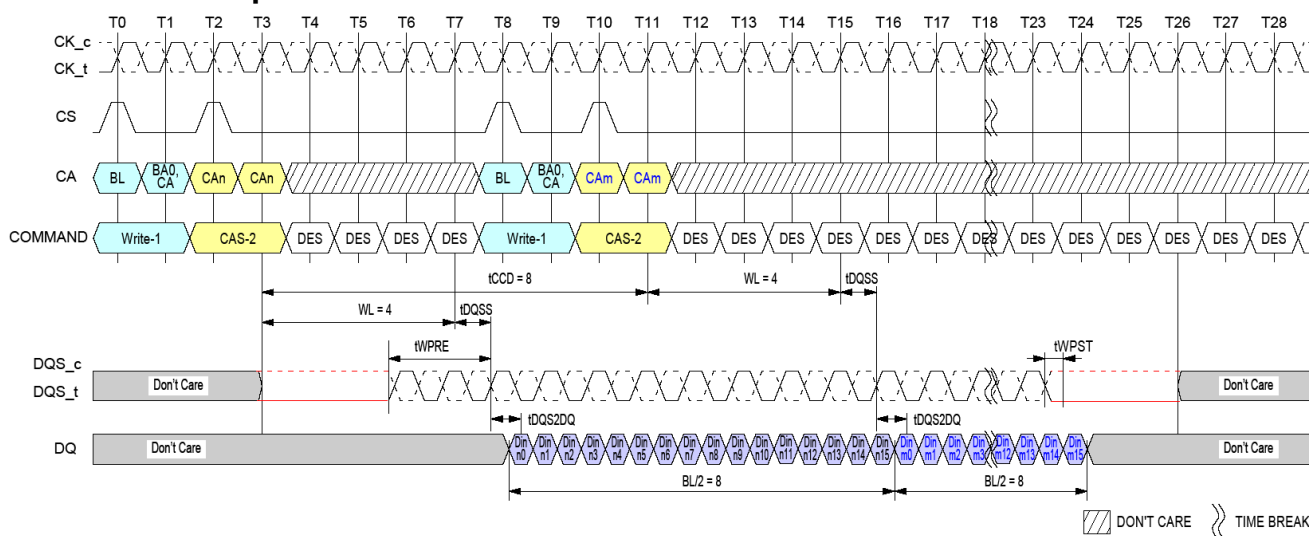 T0 T1 T2 T3 T4 T5 T6 T7 T8 T9 T10 T11 T12 T13 T14 T15 T16 T17 T18 T23 T24 T25 T26 T27 T28
CK_c
CK_t
CS
CA BL BA0, CA CAn CAn BL BA0, CA CAm CAm
COMMAND Write-1 CAS-2 DES DES DES DES Write-1 CAS-2 DES DES DES DES DES DES DES DES DES DES DES DES DES
tCCD = 8 WL = 4 tDQSS
WL = 4 tDQSS
tWPRE tWPST
DQS_c
DQS_t Don't Care Don't Care
tDQS2DQ tDQS2DQ
DQ Don't Care Din n0 Din n1 Din n2 Din n3 Din n4 Din n5 Din n6 Din n7 Din n8 Din n9 Din n10 Din n11 Din n12 Din n13 Din n14 Din n15 Din m0 Din m1 Din m2 Din m3 Din m12 Din m13 Din m14 Din m15 Don't Care
BL/2 = 8 BL/2 = 8
DON'T CARE TIME BREAK